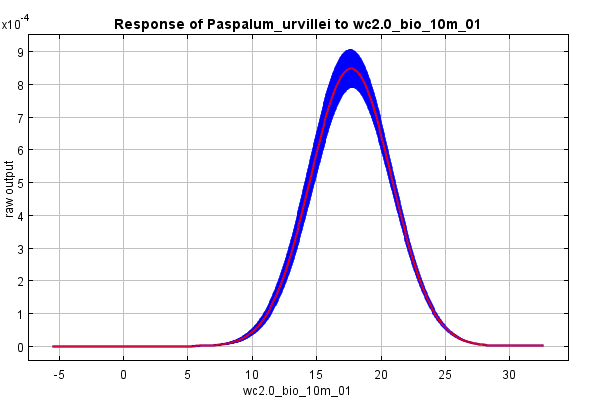 Response of Paspalum_urvillei to wc2.0_bio_10m_01
x10-4
9
8
7
6
5
4
3
2
1
0
raw output
-5 0 5 10 15 20 25 30
wc2.0_bio_10m_01